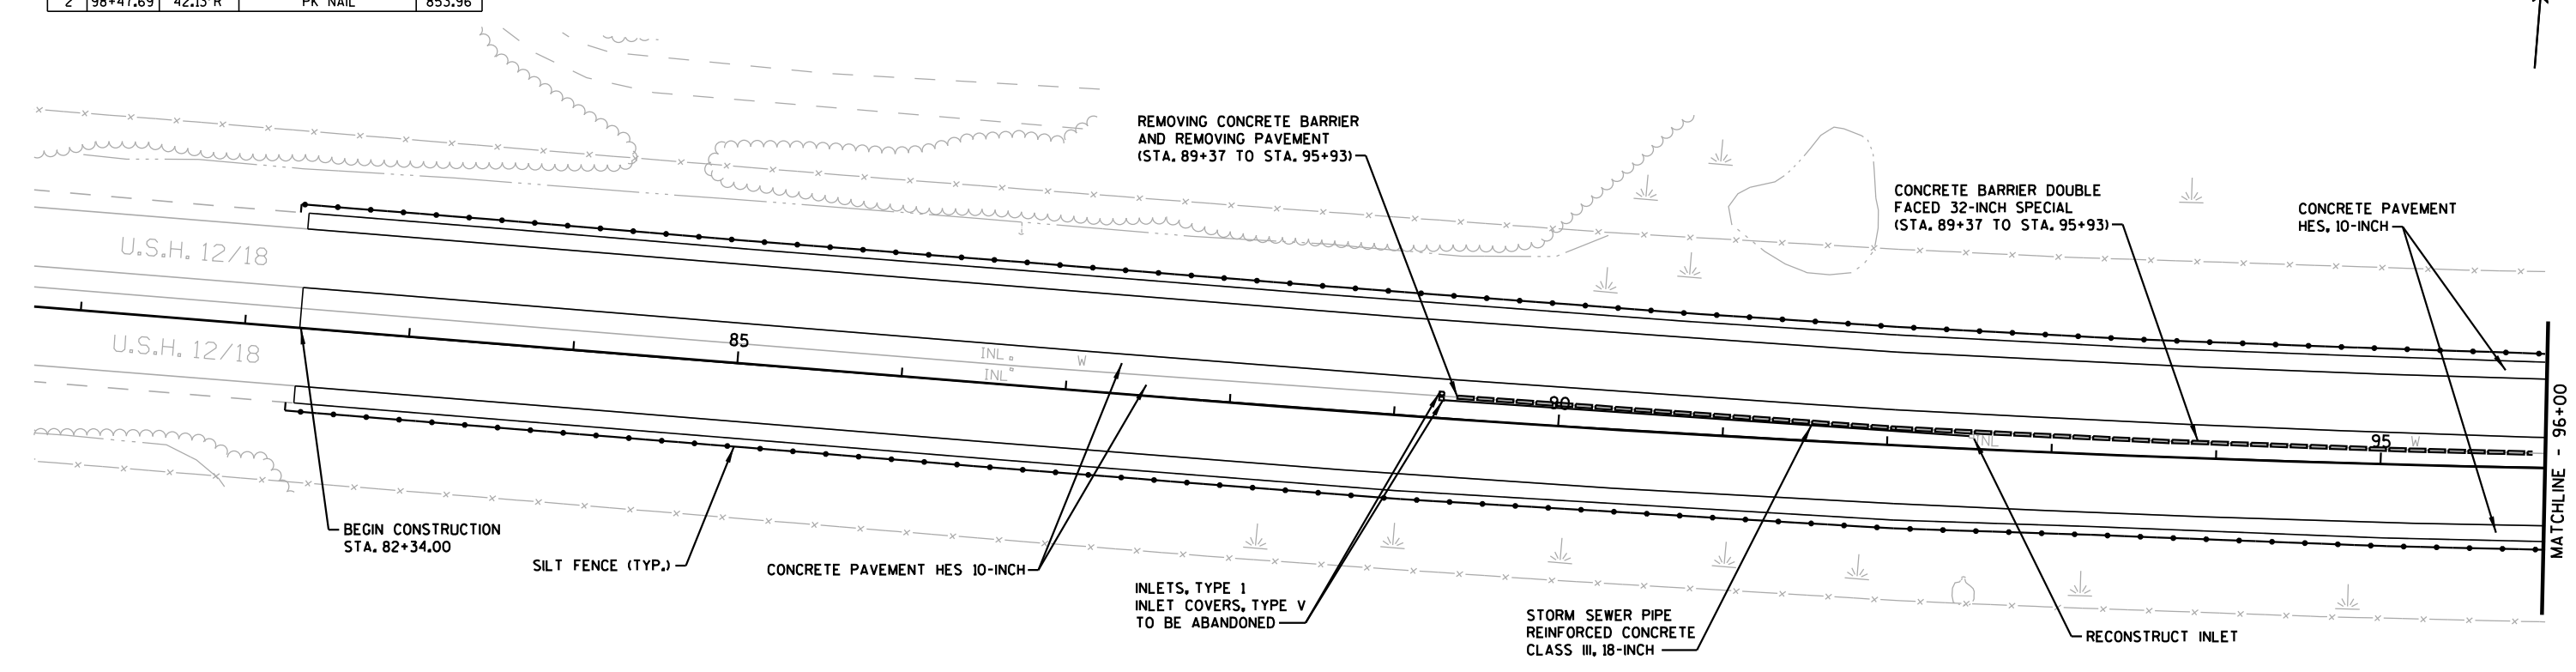 2 98+47.69 42.13'R PK NAIL 853.96
REMOVING CONCRETE BARRIER
AND REMOVING PAVEMENT
(STA. 89+37 TO STA. 95+93)
CONCRETE BARRIER DOUBLE
FACED 32-INCH SPECIAL
(STA. 89+37 TO STA. 95+93)
CONCRETE PAVEMENT
HES, 10-INCH
U.S.H. 12/18
U.S.H. 12/18
85
INL
W
INL
90
INL
95
W
MATCHLINE - 96+00
BEGIN CONSTRUCTION
STA. 82+34.00
SILT FENCE (TYP.)
CONCRETE PAVEMENT HES 10-INCH
INLETS, TYPE 1
INLET COVERS, TYPE V
TO BE ABANDONED
STORM SEWER PIPE
REINFORCED CONCRETE
CLASS III, 18-INCH
RECONSTRUCT INLET